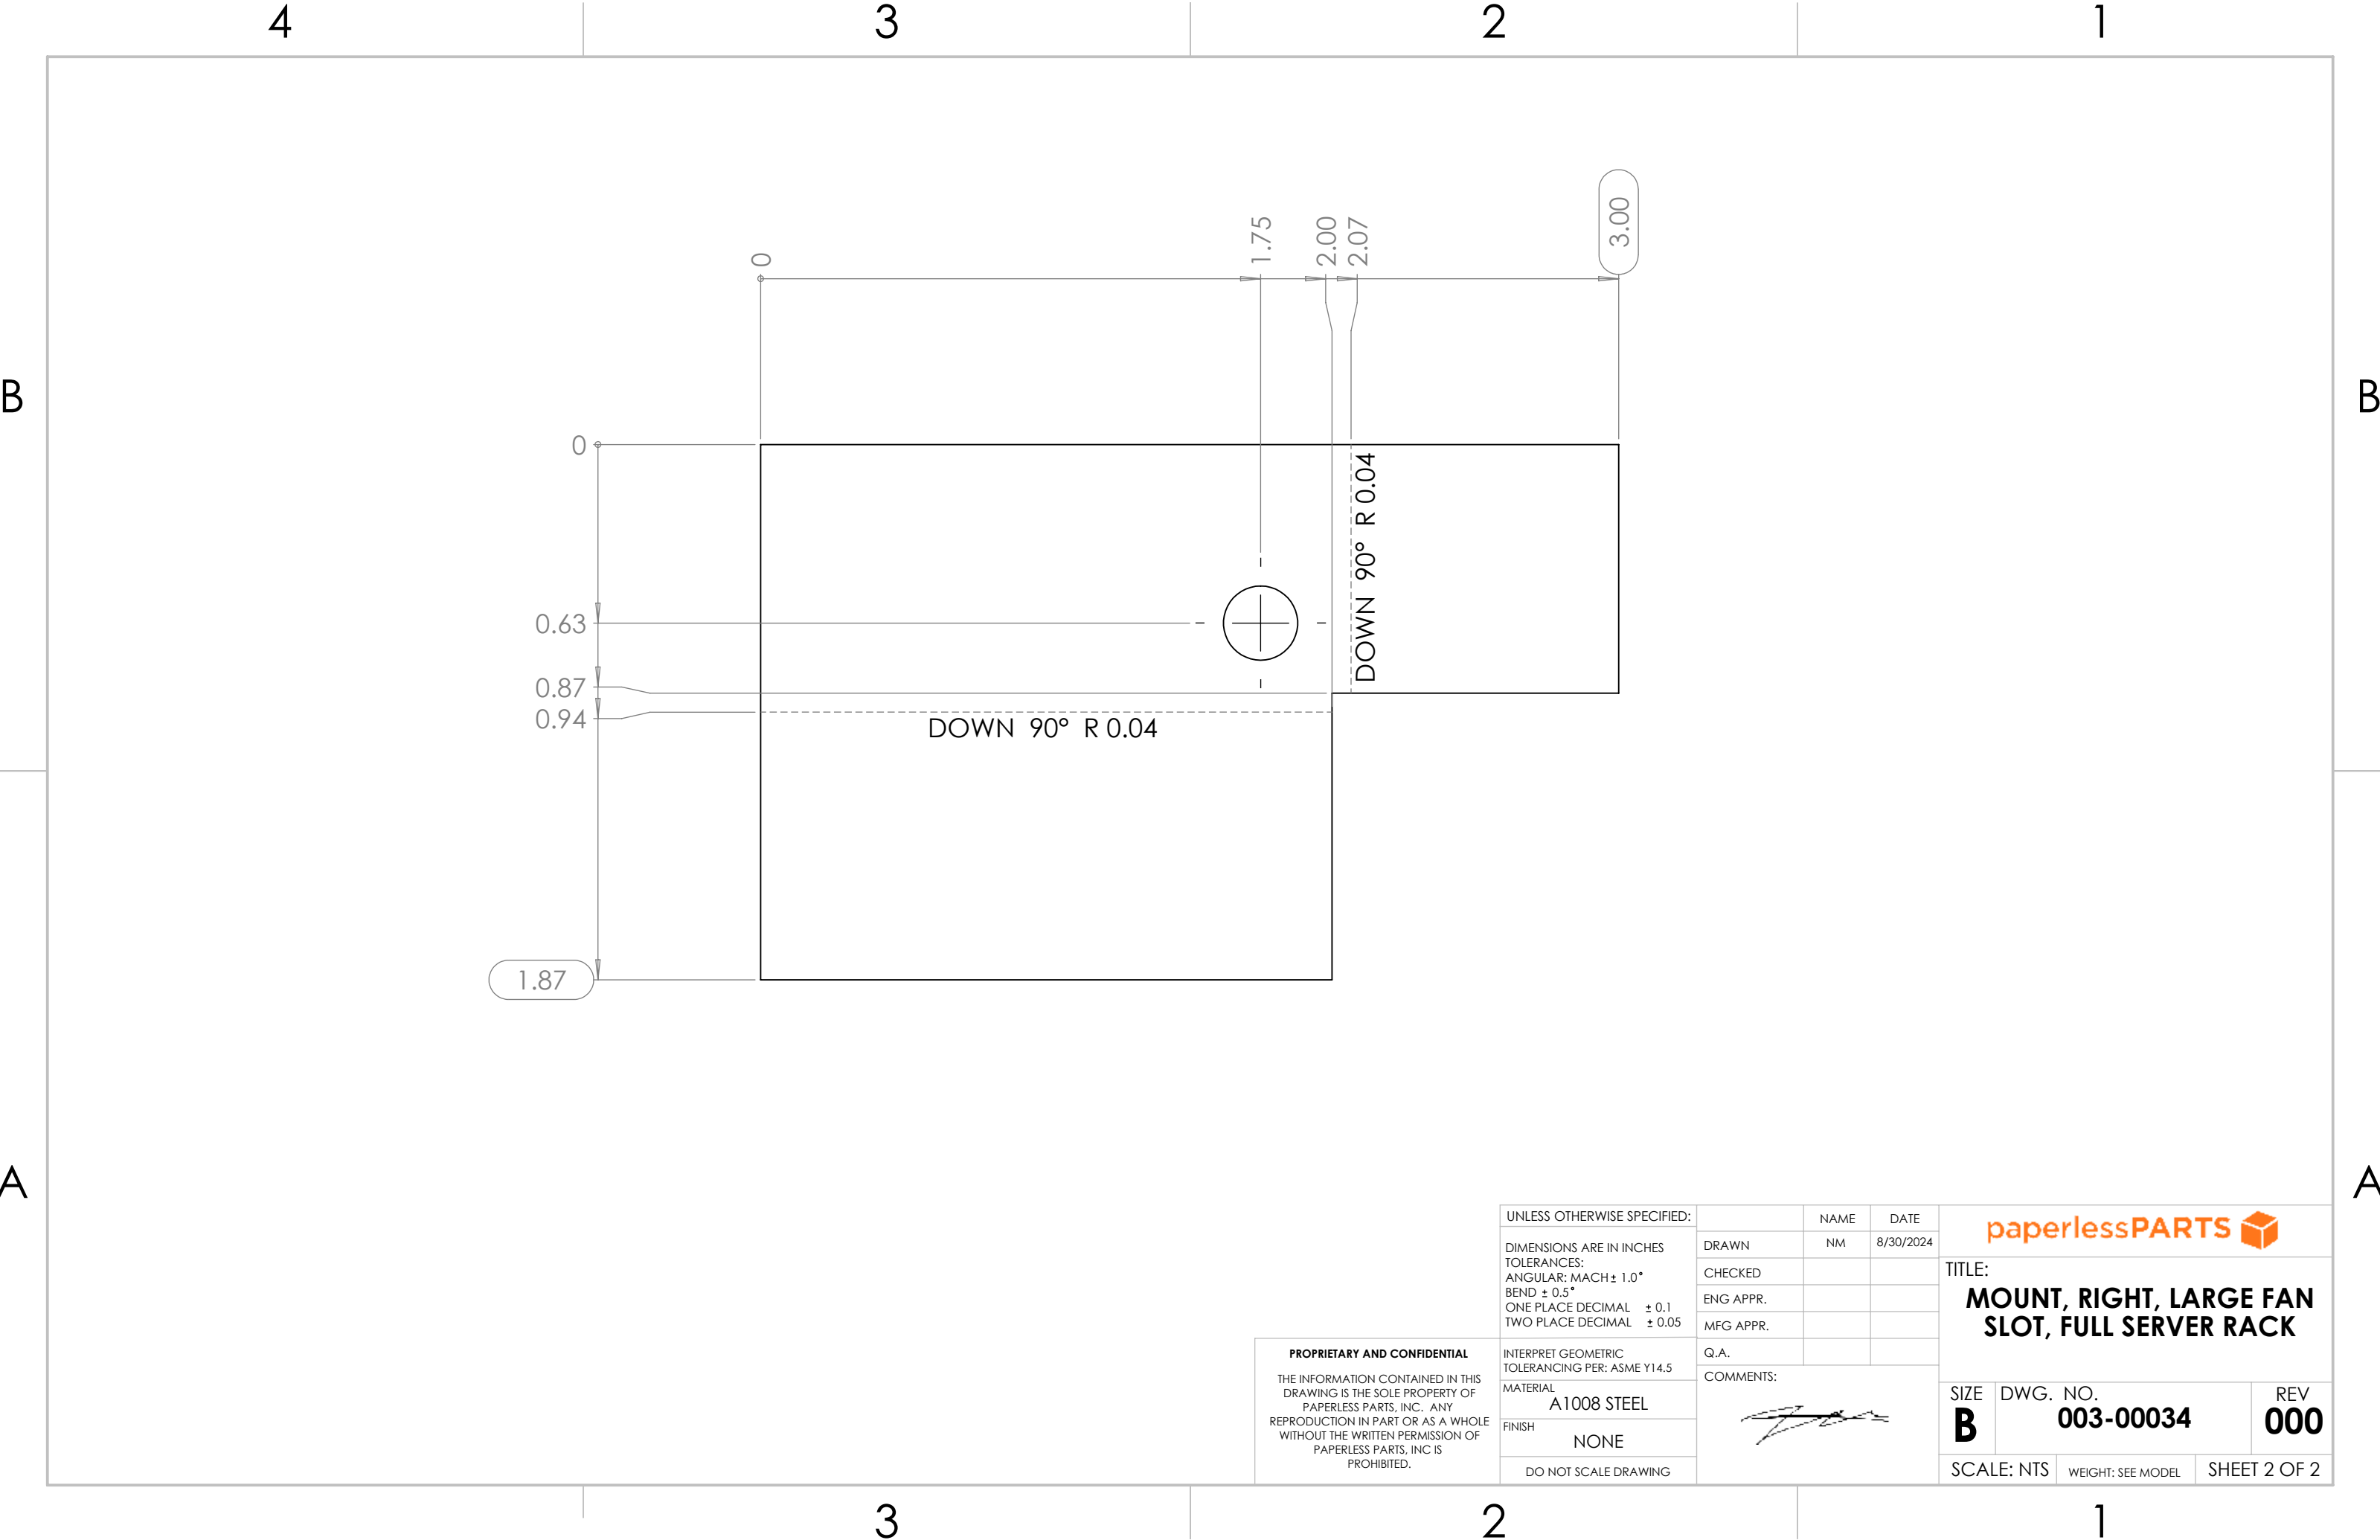 4 3 2 1
B B
A A
0
1.75
2.00
2.07
3.00
0
0.63
0.87
0.94
1.87
DOWN 90° R 0.04
DOWN 90° R 0.04
UNLESS OTHERWISE SPECIFIED:
DIMENSIONS ARE IN INCHES
TOLERANCES:
ANGULAR: MACH ± 1.0°
BEND ± 0.5°
ONE PLACE DECIMAL ± 0.1
TWO PLACE DECIMAL ± 0.05
INTERPRET GEOMETRIC
TOLERANCING PER: ASME Y14.5
MATERIAL
A1008 STEEL
FINISH
NONE
DO NOT SCALE DRAWING
PROPRIETARY AND CONFIDENTIAL
THE INFORMATION CONTAINED IN THIS
DRAWING IS THE SOLE PROPERTY OF
PAPERLESS PARTS, INC. ANY
REPRODUCTION IN PART OR AS A WHOLE
WITHOUT THE WRITTEN PERMISSION OF
PAPERLESS PARTS, INC IS
PROHIBITED.
NAME DATE
DRAWN NM 8/30/2024
CHECKED
ENG APPR.
MFG APPR.
Q.A.
COMMENTS:
paperlessPARTS
TITLE:
MOUNT, RIGHT, LARGE FAN
SLOT, FULL SERVER RACK
SIZE DWG. NO. REV
B 003-00034 000
SCALE: NTS WEIGHT: SEE MODEL SHEET 2 OF 2
3 2 1